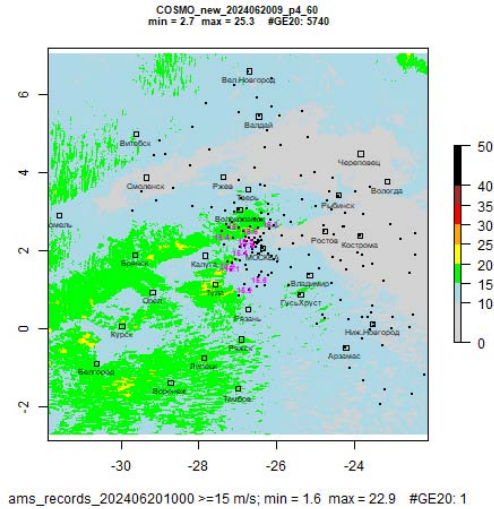 COSMO_new_2024062009_p4_60
min = 2.7 max = 25.3 #GE20: 5740
Вел.Новгород
Валдай
Витебск
Череповец
Смоленск
Ржев
Тверь
Вологда
Рыбинск
Волоколамск
Ростов
Кострома
МОСКВА
Брянск
Калуга
Владимир
Тула
Гусь-Хруст
Орел
Рязань
Ниж.Новгород
Курск
Ряжск
Арзамас
Белгород
Липецк
Воронеж
Тамбов
6
4
2
0
-2
-30
-28
-26
-24
50
40
35
30
25
20
15
10
0
ams_records_202406201000 >=15 m/s; min = 1.6 max = 22.9 #GE20: 1